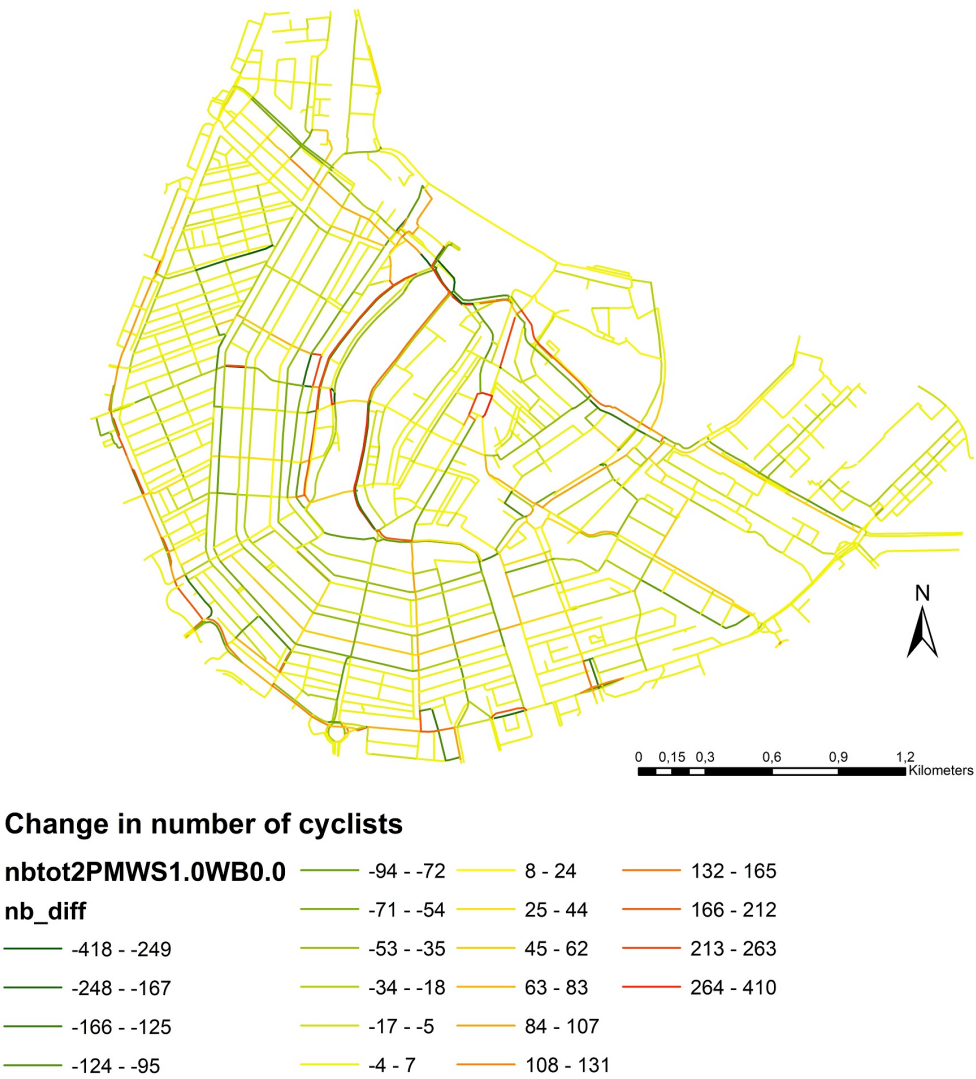 N
0 0,15 0,3 0,6 0,9 1,2
Kilometers
Change in number of cyclists
nbtot2PMWS1.0WB0.0
nb_diff
-418 - -249
-248 - -167
-166 - -125
-124 - -95
-94 - -72
-71 - -54
-53 - -35
-34 - -18
-17 - -5
-4 - 7
8 - 24
25 - 44
45 - 62
63 - 83
84 - 107
108 - 131
132 - 165
166 - 212
213 - 263
264 - 410